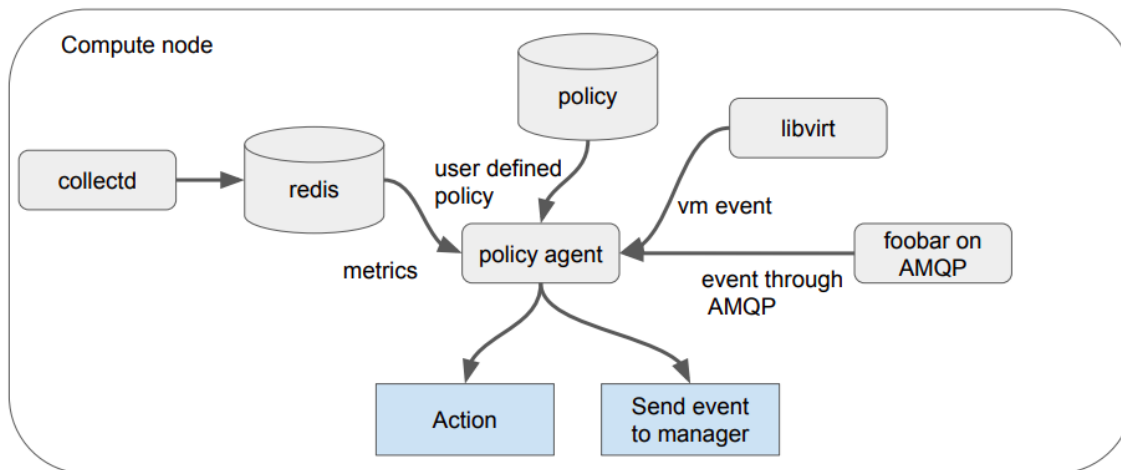 Compute node
policy
libvirt
collectd
redis
user defined
policy
vm event
policy agent
foobar on
AMQP
metrics
event through
AMQP
Action
Send event
to manager